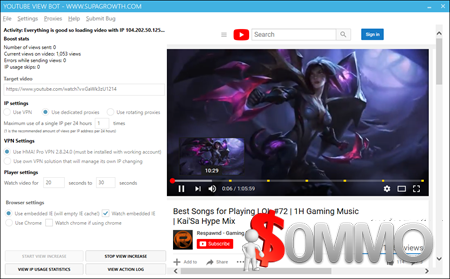 YOUTUBE VIEW BOT - WWW.SUPAGROWTH.COM
File Settings Proxies Help Submit Bug
Activity: Everything is good so loading video with IP 104.202.50.125...
Boost stats
Number of views sent: 0
Current views on video: 1,053 views
Errors while sending views: 0
IP usage skips: 0
Target video
IP settings
Use VPN Use dedicated proxies Use rotating proxies
Maximum use of a single IP per 24 hours 1 times
(1 is the recommended amount of views per IP address per 24 hours)
VPN Settings
Use HMA! Pro VPN 2.8.24.0 (must be installed with working account)
Use own VPN solution that will manage its own IP changing
Player settings
Watch video for 20 seconds to 30 seconds
Browser settings
Use embedded IE (will empty IE cache) Watch embedded IE
Use Chrome Watch chrome if using chrome
START VIEW INCREASE STOP VIEW INCREASE
VIEW IP USAGE STATISTICS VIEW ACTION LOG
Search
Sign in
10:29
0:06 / 1:05:59
Best Songs for Playing LOL #72 | 1H Gaming Music
| Kai'Sa Hype Mix
Respawnd - Gaming
Subscribe
views
Add to Share More
$OMMO